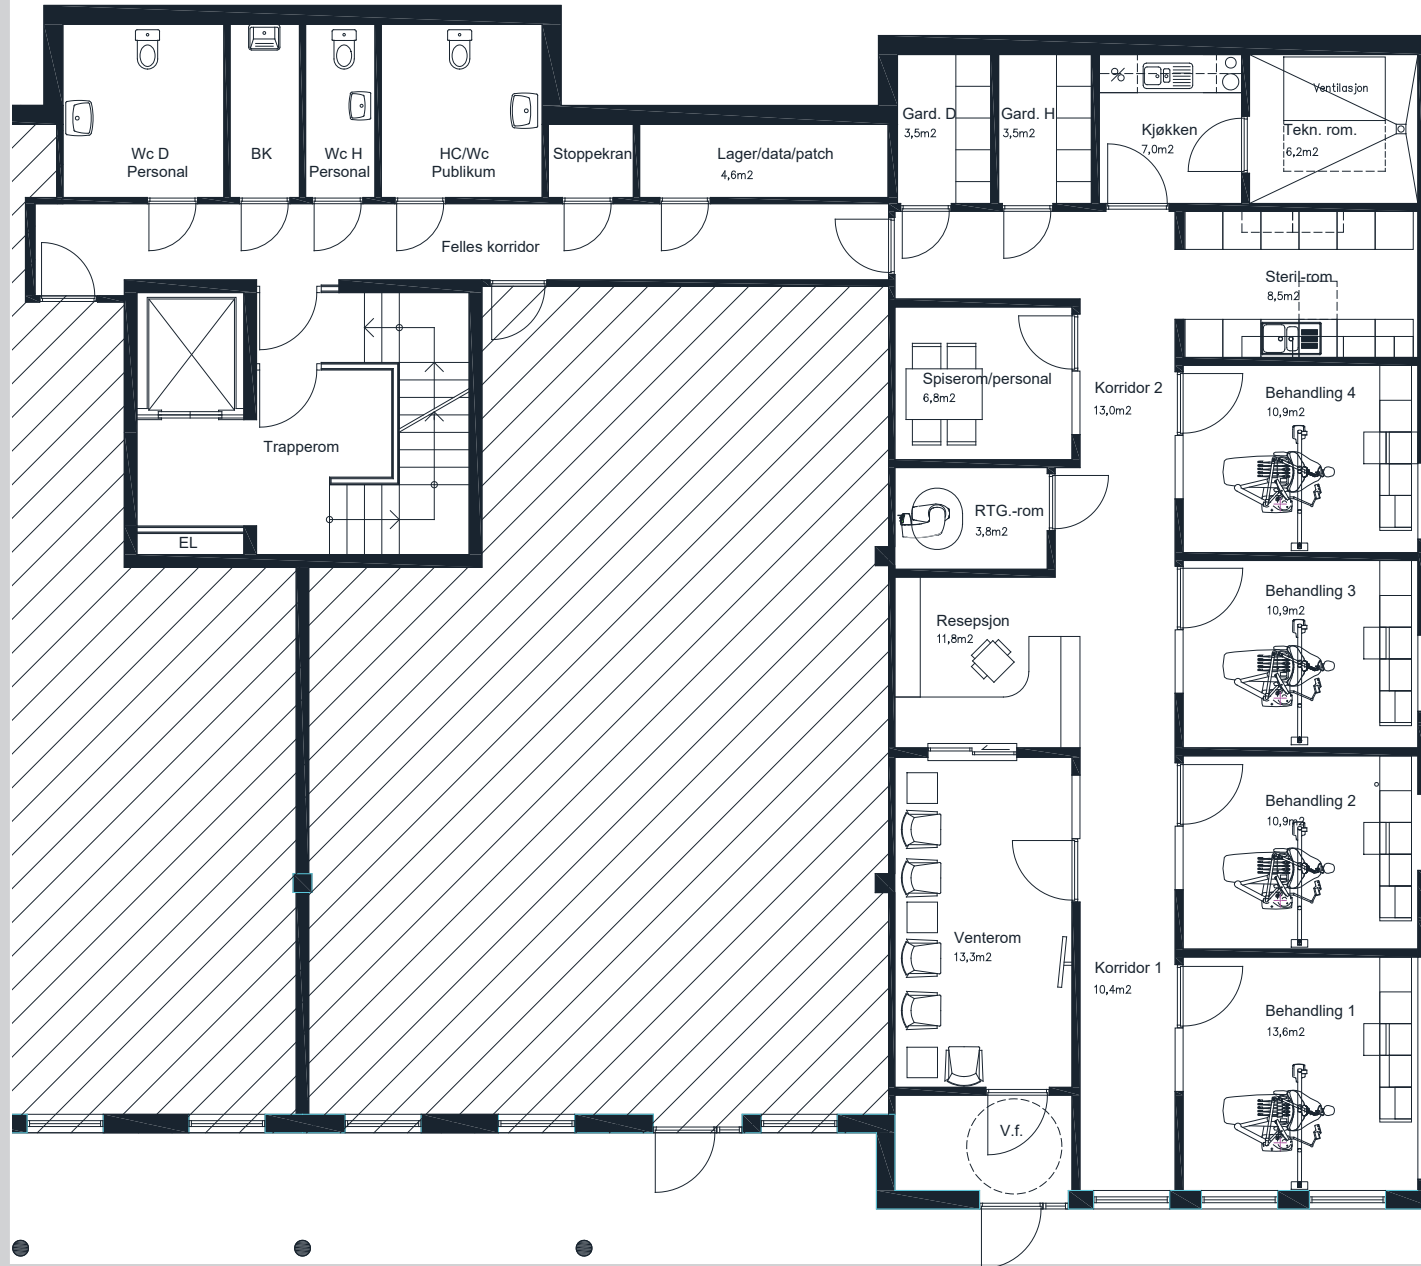 Wc D
Personal
BK
Wc H
Personal
HC/Wc
Publikum
Stoppekran
Lager/data/patch
4,6m2
Gard. D
3,5m2
Gard. H
3,5m2
Kjøkken
7,0m2
Ventilasjon
Tekn. rom.
6,2m2
Felles korridor
Steril-rom
8,5m2
Spiserom/personal
6,8m2
Korridor 2
13,0m2
Behandling 4
10,9m2
Trapperom
EL
RTG.-rom
3,8m2
Resepsjon
11,8m2
Behandling 3
10,9m2
Behandling 2
10,9m2
Venterom
13,3m2
Korridor 1
10,4m2
Behandling 1
13,6m2
V.f.